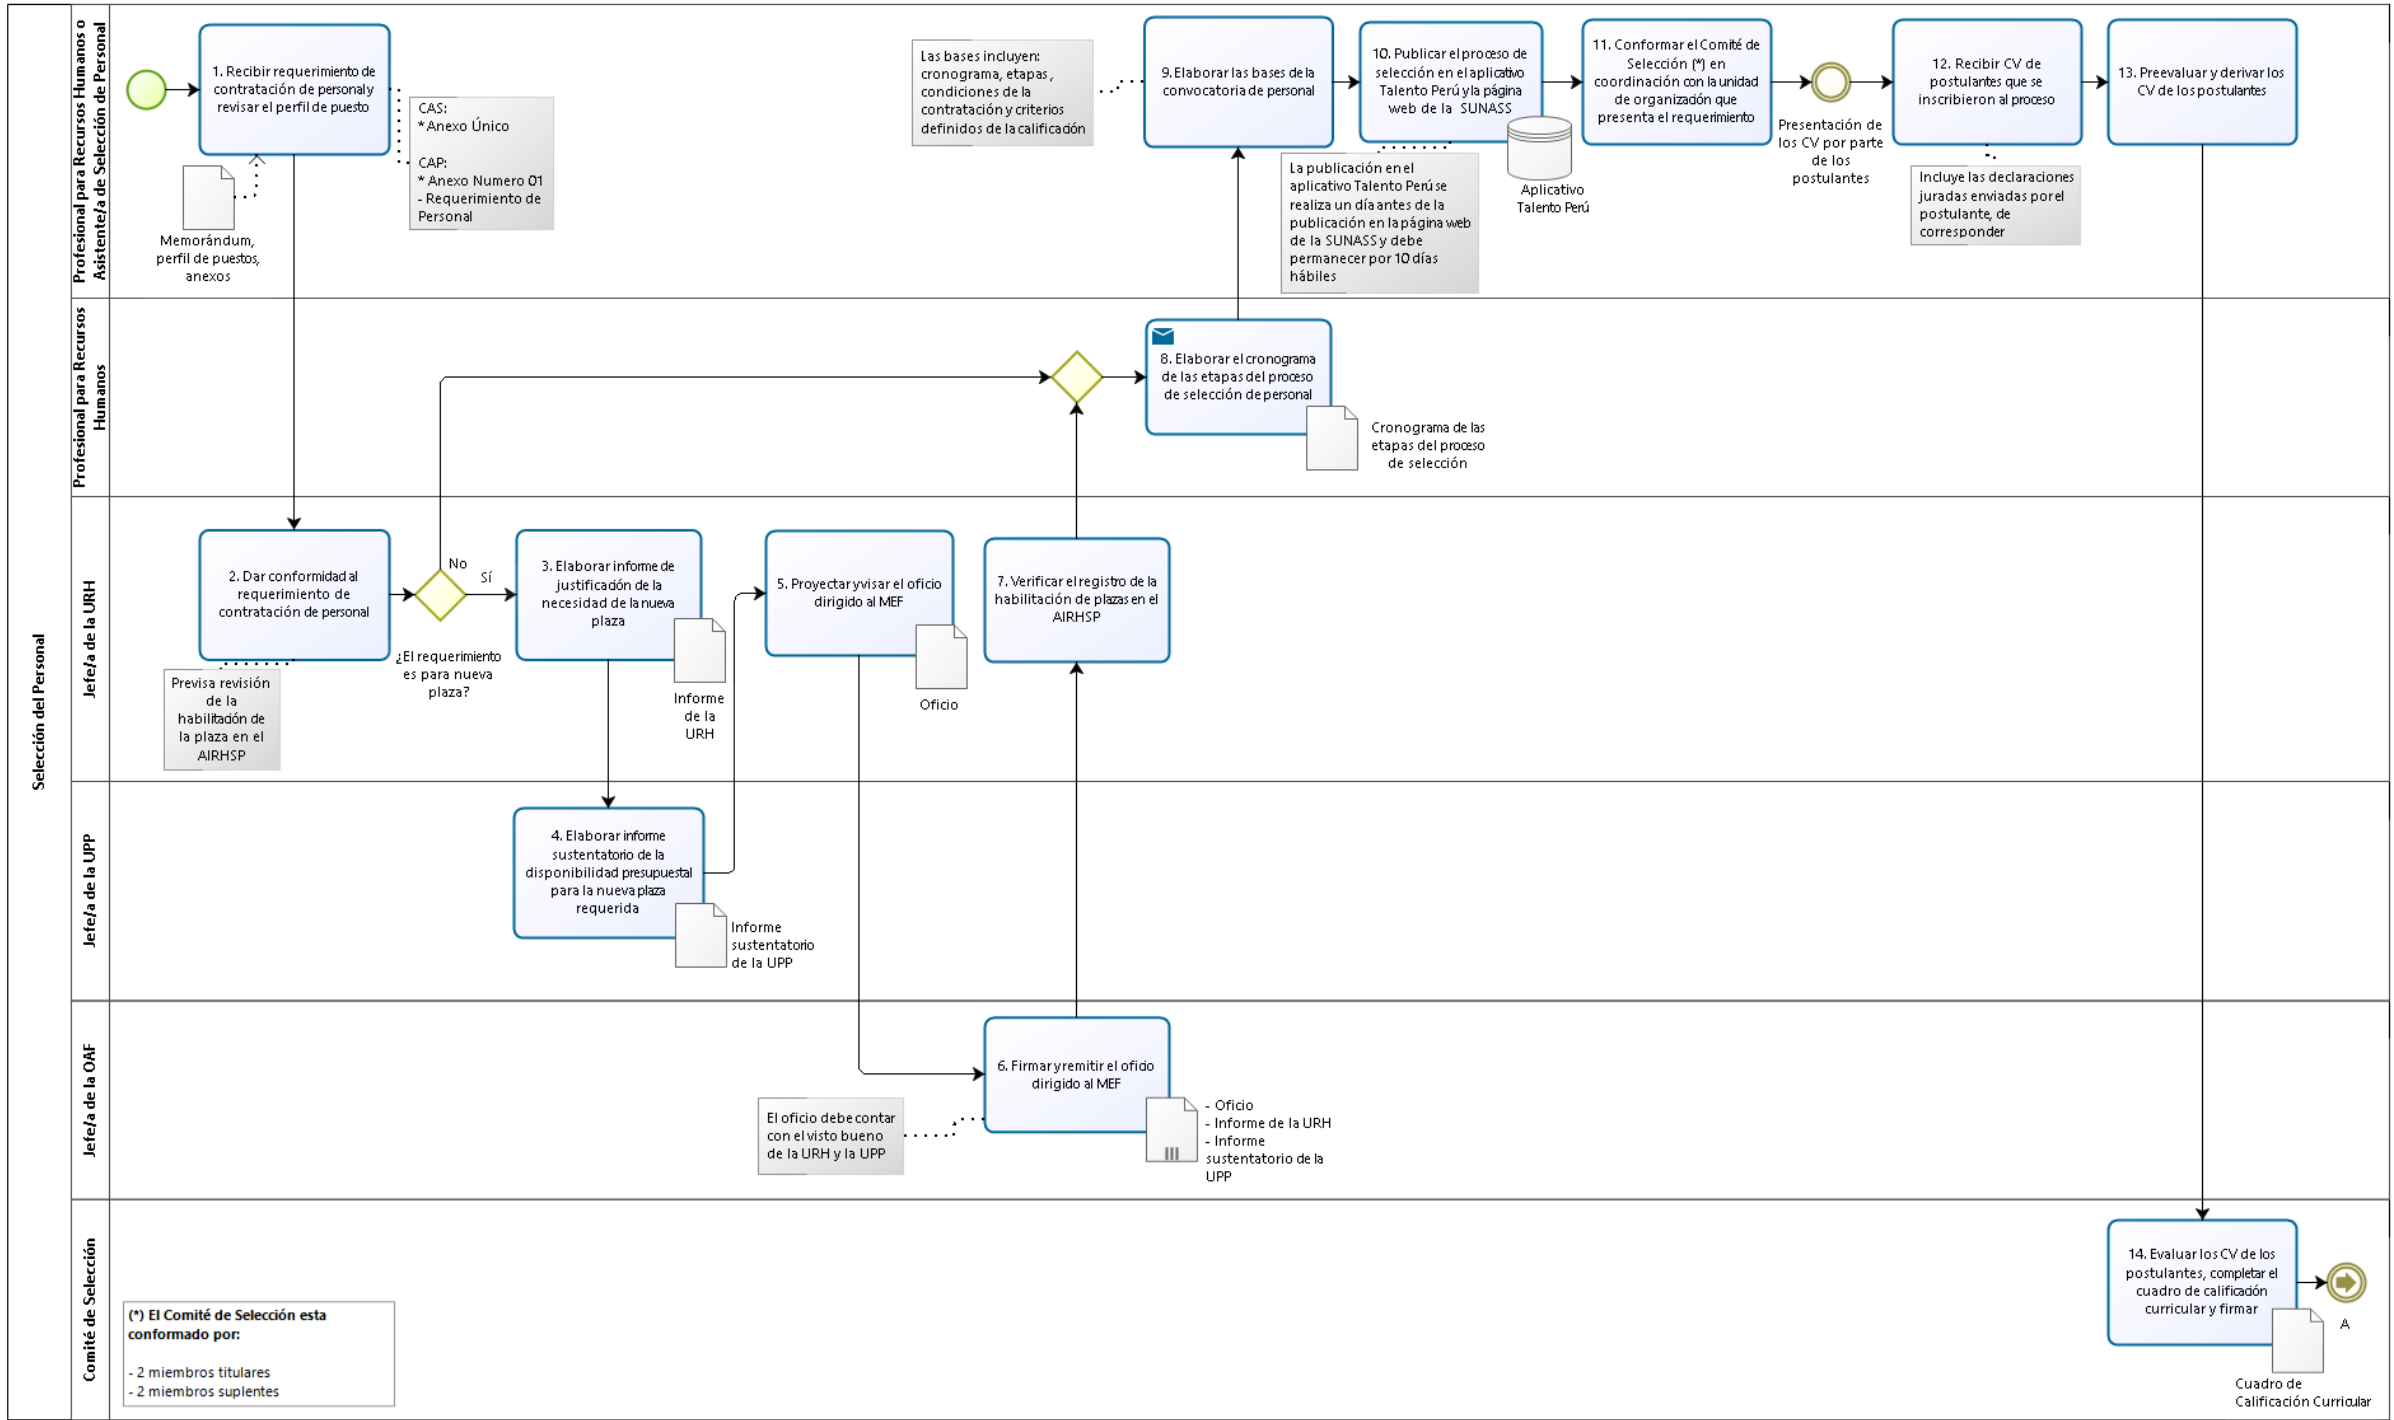 Selección del Personal
Profesional para Recursos Humanos o
Asistente/a de Selección de Personal
1. Recibir requerimiento de
contratación de personal y
revisar el perfil de puesto
CAS:
* Anexo Único
CAP:
* Anexo Numero 01
- Requerimiento de
Personal
Memorándum,
perfil de puestos,
anexos
Las bases incluyen:
cronograma, etapas,
condiciones de la
contratación y criterios
definidos de la calificación
9. Elaborar las bases de la
convocatoria de personal
10. Publicar el proceso de
selección en el aplicativo
Talento Perú y la página
web de la SUNASS
Aplicativo
Talento Perú
La publicación en el
aplicativo Talento Perú se
realiza un día antes de la
publicación en la página web
de la SUNASS y debe
permanecer por 10 días
hábiles
11. Conformar el Comité de
Selección (*) en
coordinación con la unidad
de organización que
presenta el requerimiento
Presentación de
los CV por parte
de los
postulantes
12. Recibir CV de
postulantes que se
inscribieron al proceso
Incluye las declaraciones
juradas enviadas por el
postulante, de
corresponder
13. Preevaluar y derivar los
CV de los postulantes
Profesional para Recursos
Humanos
8. Elaborar el cronograma
de las etapas del proceso
de selección de personal
Cronograma de las
etapas del proceso
de selección
Jefe/a de la URH
2. Dar conformidad al
requerimiento de
contratación de personal
Previsa revisión
de la
habilitación de
la plaza en el
AIRHSP
No
Sí
¿El requerimiento
es para nueva
plaza?
3. Elaborar informe de
justificación de la
necesidad de la nueva
plaza
Informe
de la
URH
5. Proyectar y visar el oficio
dirigido al MEF
Oficio
7. Verificar el registro de la
habilitación de plazas en el
AIRHSP
Jefe/a de la UPP
4. Elaborar informe
sustentatorio de la
disponibilidad presupuestal
para la nueva plaza
requerida
Informe
sustentatorio
de la UPP
Jefe/a de la OAF
6. Firmar y remitir el oficio
dirigido al MEF
El oficio debe contar
con el visto bueno
de la URH y la UPP
- Oficio
- Informe de la URH
- Informe
sustentatorio de la
UPP
Comité de Selección
(*) El Comité de Selección esta
conformado por:
- 2 miembros titulares
- 2 miembros suplentes
14. Evaluar los CV de los
postulantes, completar el
cuadro de calificación
curricular y firmar
A
Cuadro de
Calificación Curricular